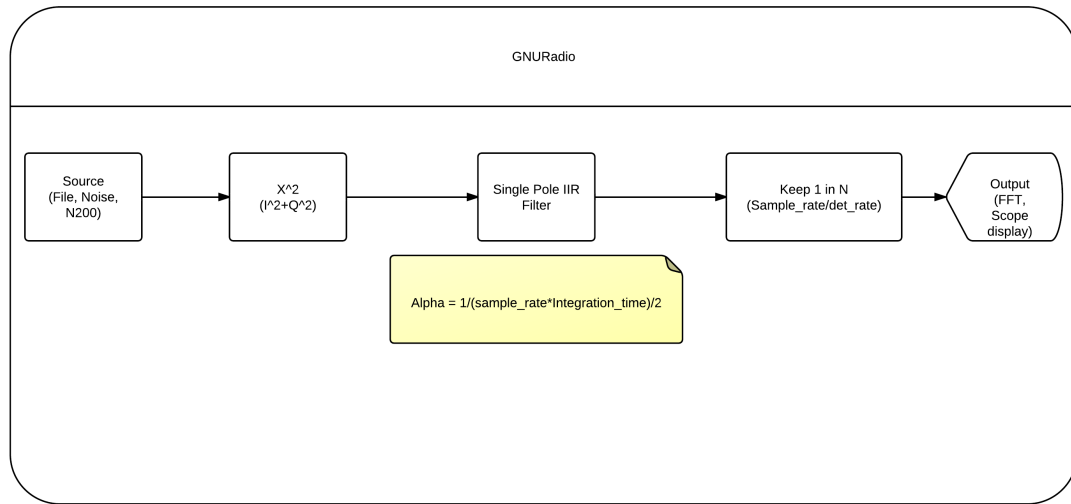 GNURadio
Source
(File, Noise,
N200)
X^2
(I^2+Q^2)
Single Pole IIR
Filter
Keep 1 in N
(Sample_rate/det_rate)
Output
(FFT,
Scope
display)
Alpha = 1/(sample_rate*Integration_time)/2